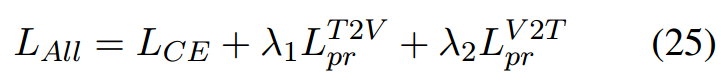 L_{All} = L_{CE} + λ_1 L_{pr}^{T2V} + λ_2 L_{pr}^{V2T} (25)